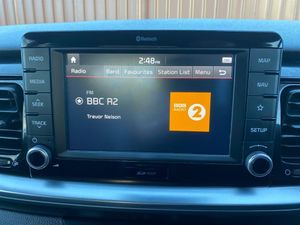 Bluetooth
2:48PM
Radio Band Favourites Station List Menu
FM
BBC R2
Trevor Nelson
BBC
RADIO
2
RADIO
MEDIA
SEEK
TRACK
MAP
NAV
SETUP